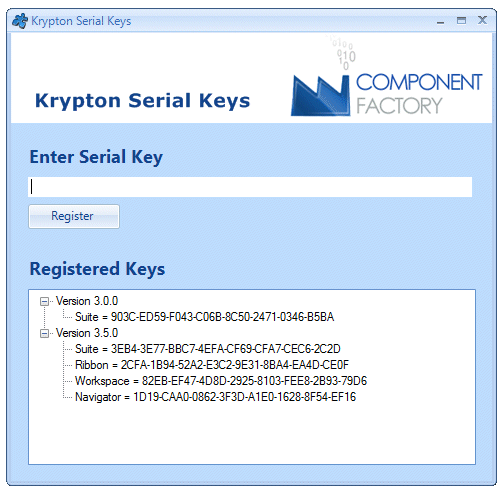 Krypton Serial Keys
010
010
10
COMPONENT
FACTORY
Krypton Serial Keys
Enter Serial Key
Register
Registered Keys
Version 3.0.0
Suite = 903C-ED59-F043-C06B-8C50-2471-0346-B5BA
Version 3.5.0
Suite = 3EB4-3E77-BBC7-4EFA-CF69-CFA7-CEC6-2C2D
Ribbon = 2CFA-1B94-52A2-E3C2-9E31-8BA4-EA4D-CE0F
Workspace = 82EB-EF47-4D8D-2925-8103-FEE8-2B93-79D6
Navigator = 1D19-CAA0-0862-3F3D-A1E0-1628-8F54-EF16